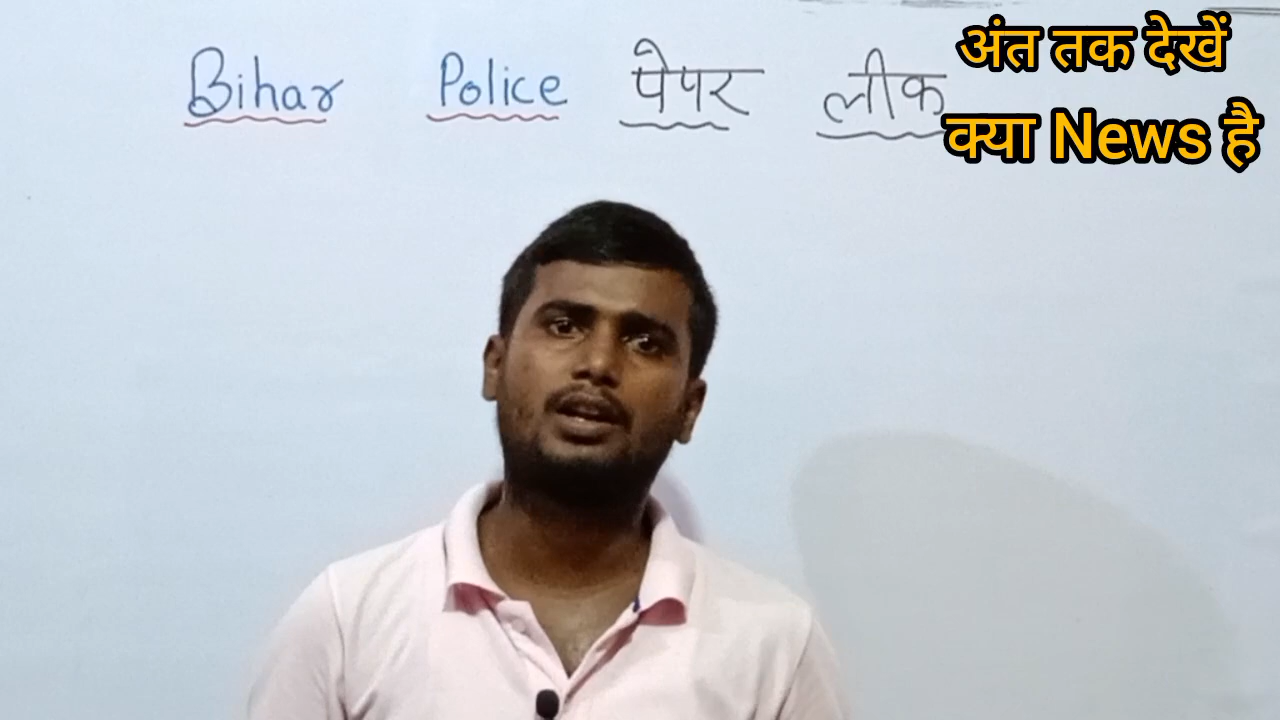 Bihar Police पेपर लीक
अंत तक देखें
क्या News है